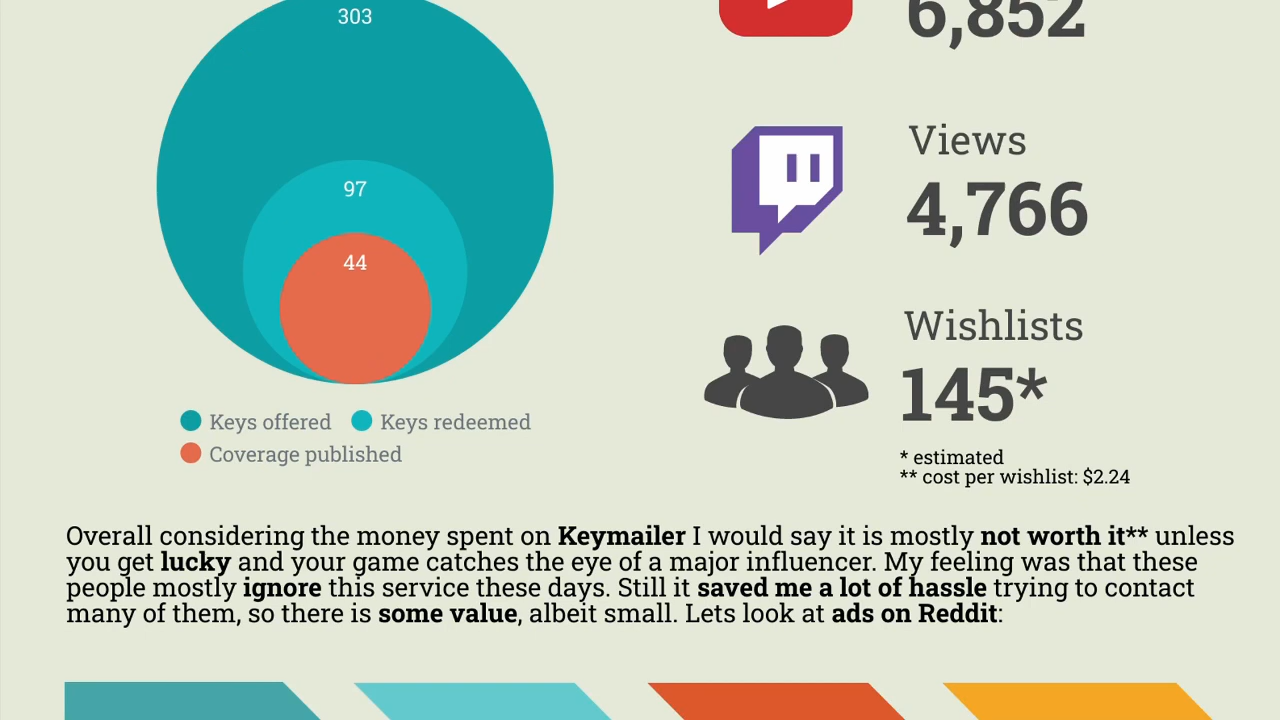 303
97
44
Keys offered
Keys redeemed
Coverage published
6,852
Views
4,766
Wishlists
145*
* estimated
** cost per wishlist: $2.24
Overall considering the money spent on Keymailer I would say it is mostly not worth it** unless
you get lucky and your game catches the eye of a major influencer. My feeling was that these
people mostly ignore this service these days. Still it saved me a lot of hassle trying to contact
many of them, so there is some value, albeit small. Lets look at ads on Reddit: